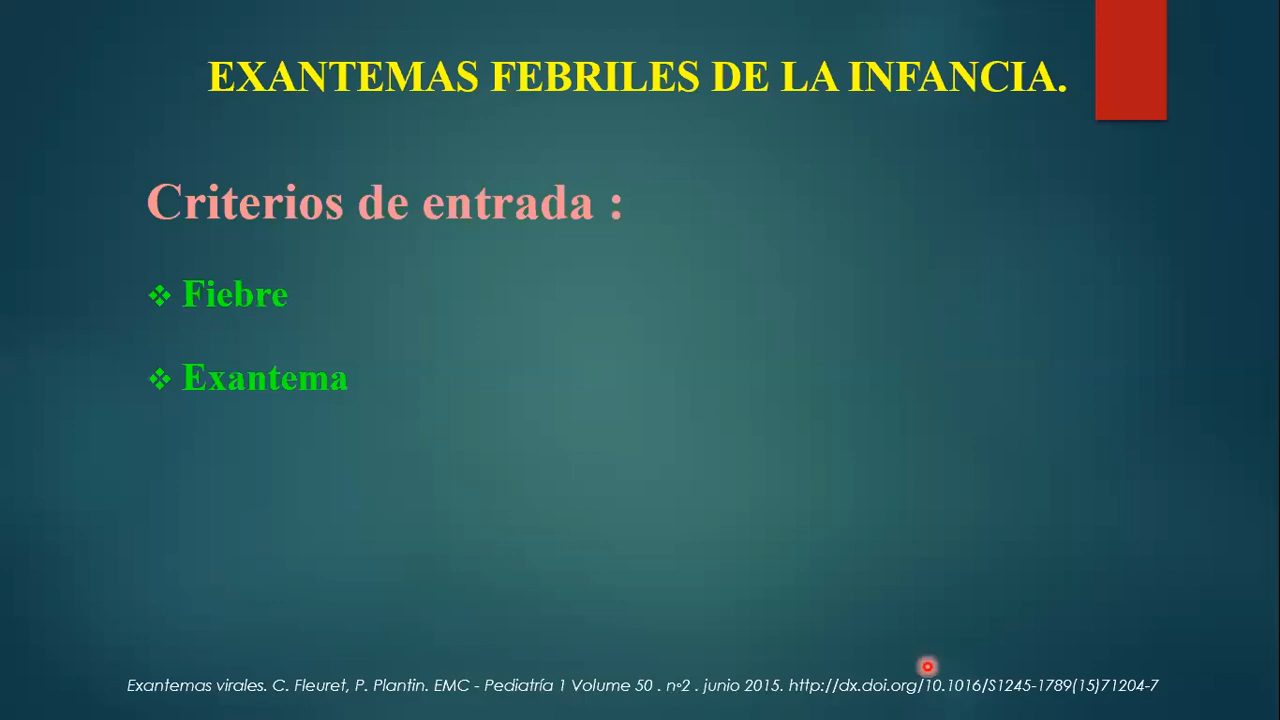 EXANTEMAS FEBRILES DE LA INFANCIA.
Criterios de entrada :
❖ Fiebre
❖ Exantema
Exantemas virales. C. Fleuret, P. Plantin. EMC - Pediatría 1 Volume 50 . n◦2 . junio 2015. http://dx.doi.org/10.1016/S1245-1789(15)71204-7